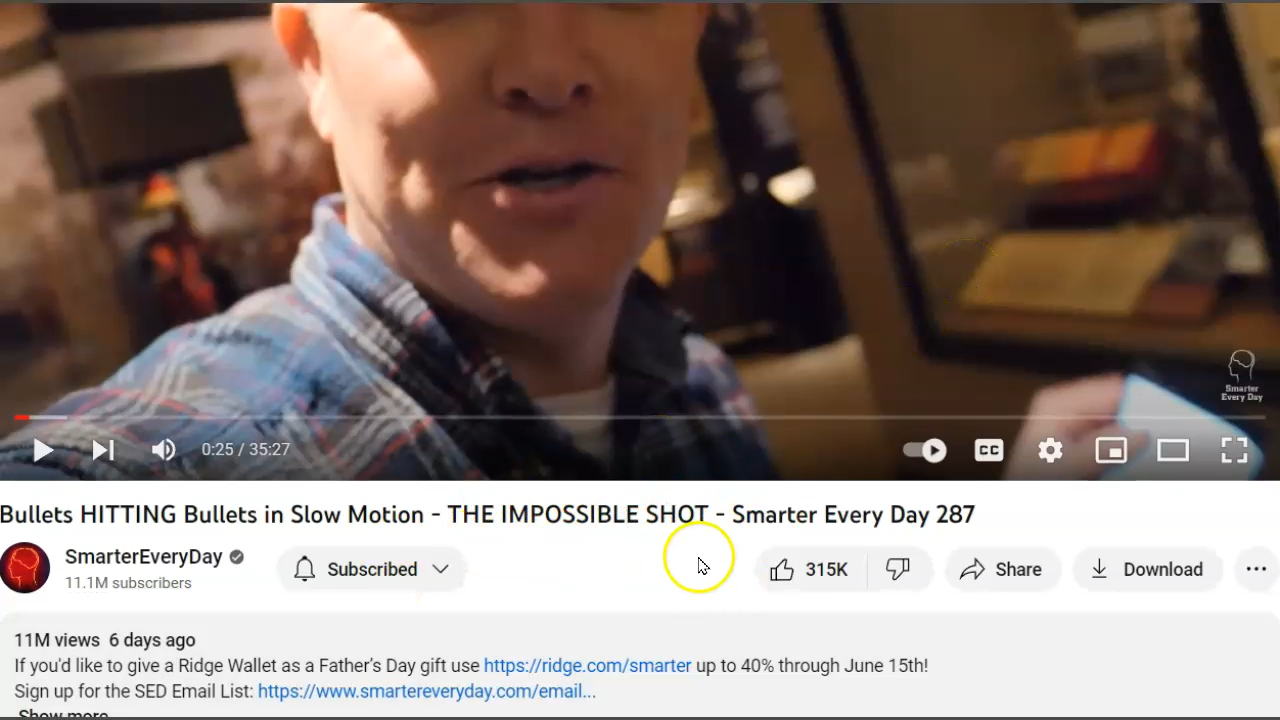 Smarter
Every Day
0:25 / 35:27
CC
Bullets HITTING Bullets in Slow Motion - THE IMPOSSIBLE SHOT - Smarter Every Day 287
SmarterEveryDay
11.1M subscribers
Subscribed
315K
Share
Download
11M views 6 days ago
If you'd like to give a Ridge Wallet as a Father's Day gift use https://ridge.com/smarter up to 40% through June 15th!
Sign up for the SED Email List: https://www.smartereveryday.com/email...
Show more